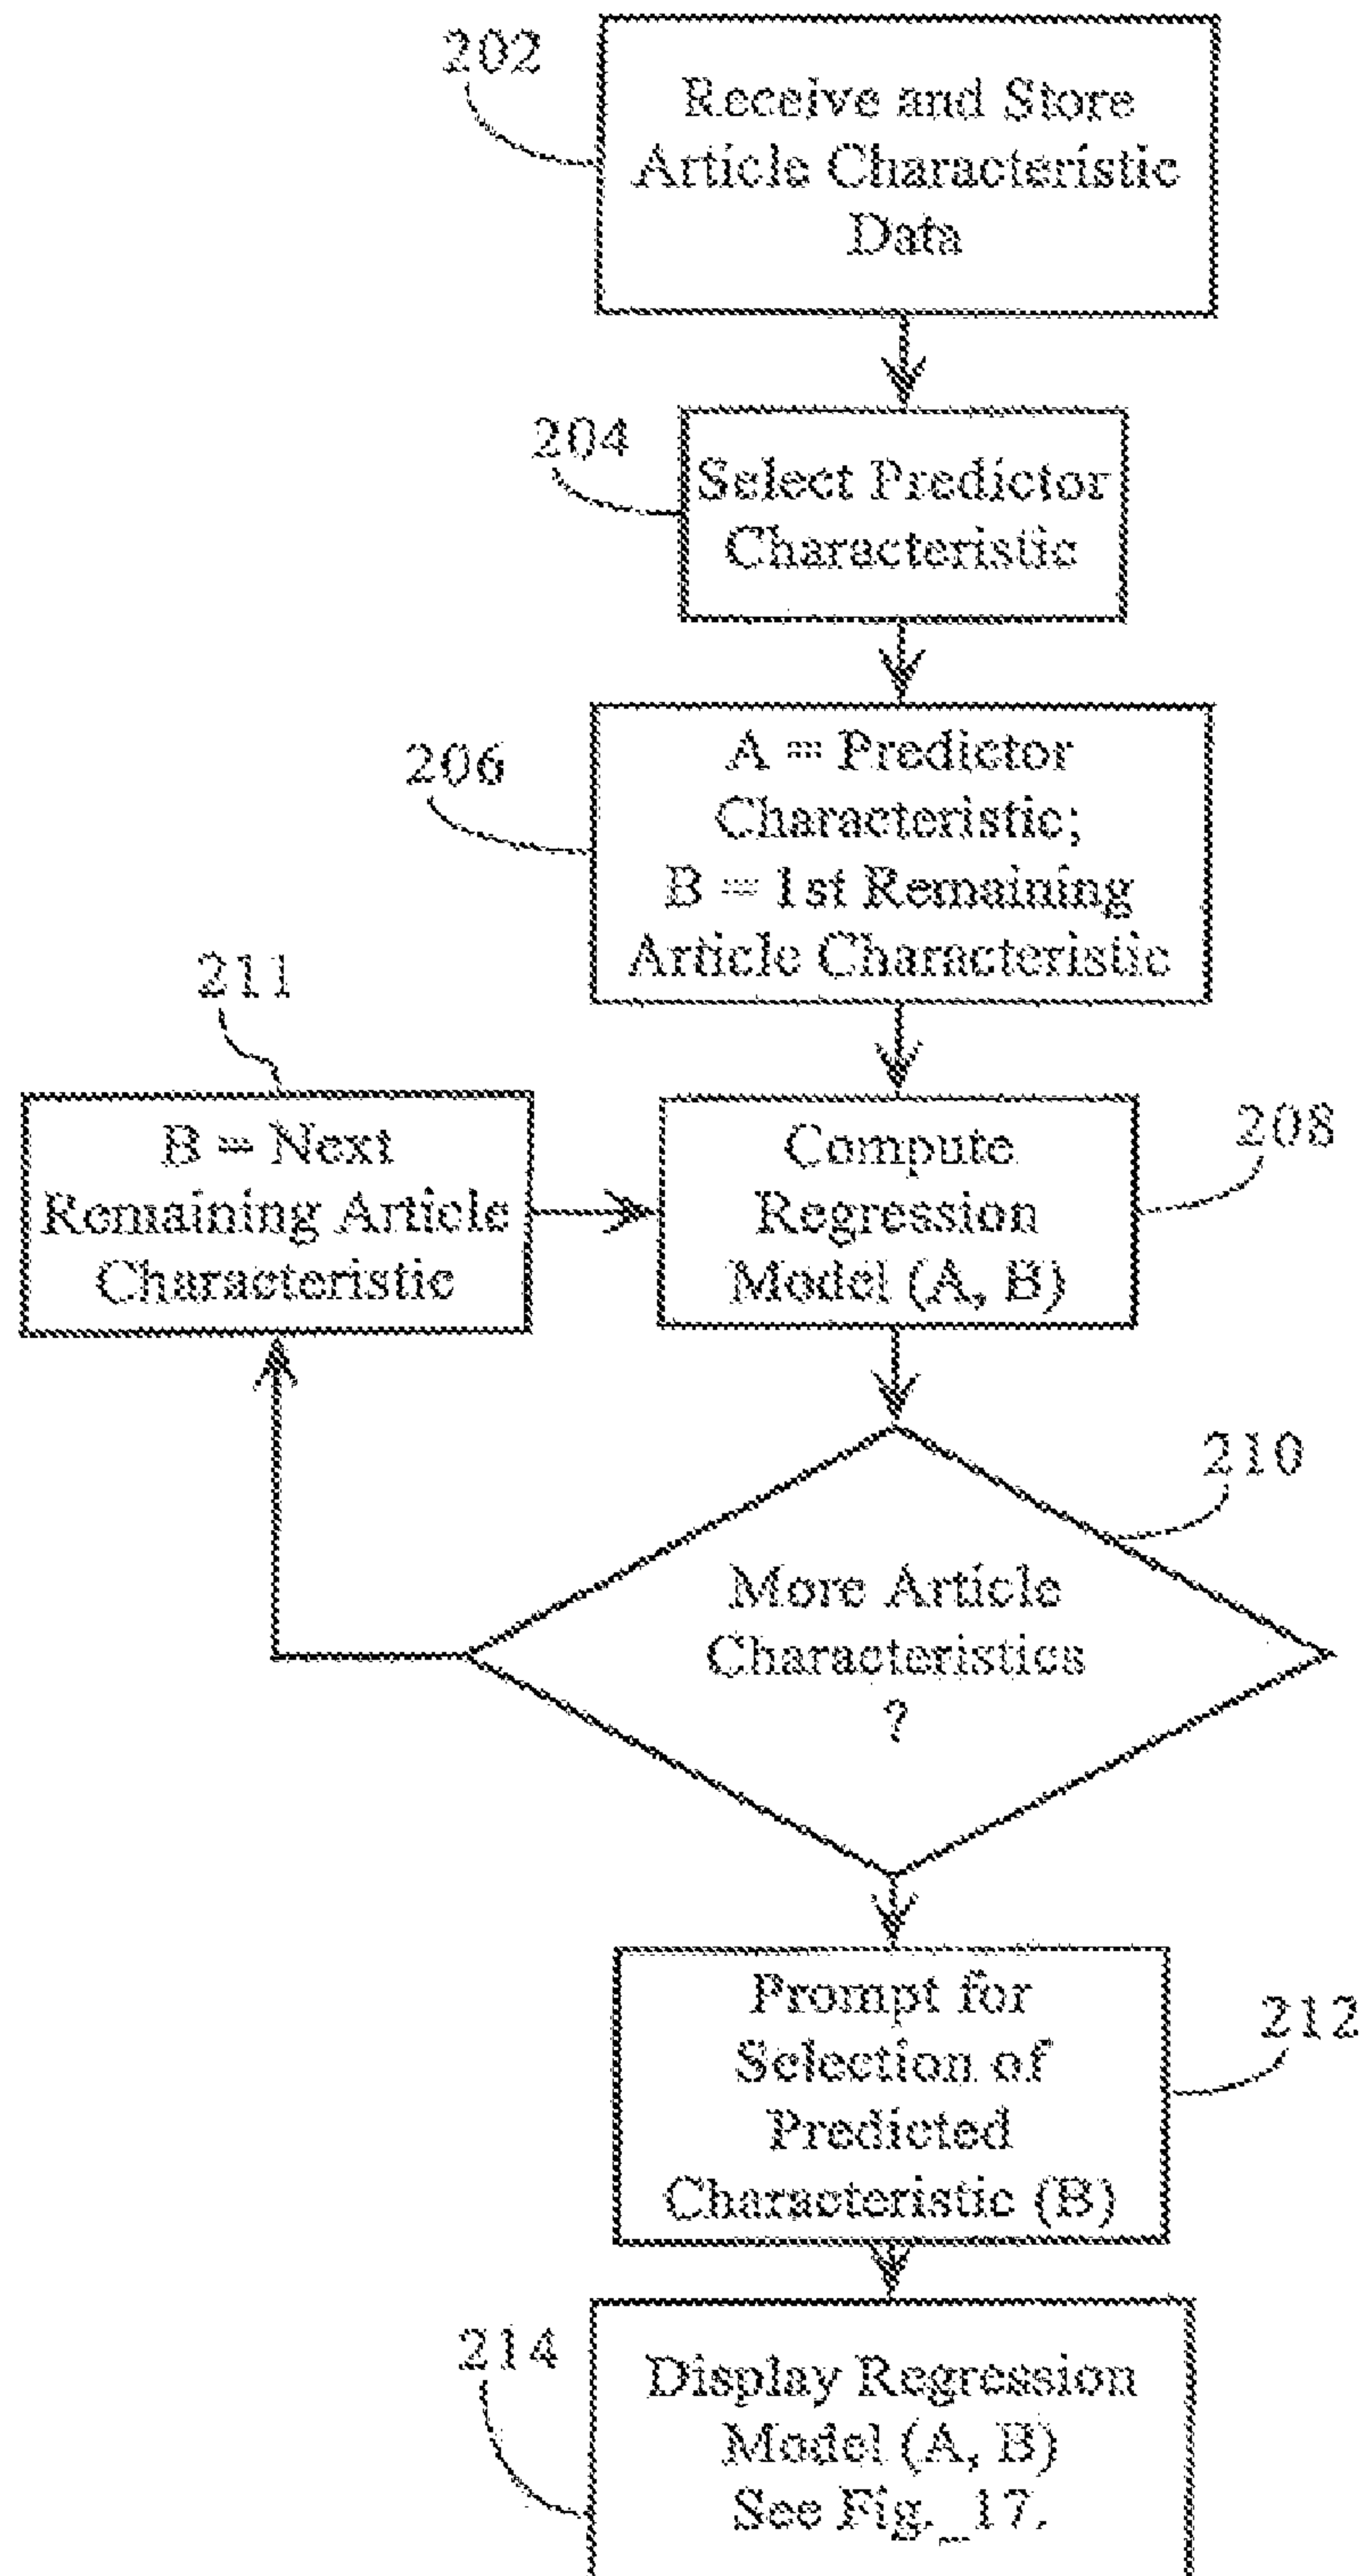 202
Receive and Store
Article Characteristic
Data
204
Select Predictor
Characteristic
206
A = Predictor
Characteristic;
B = 1st Remaining
Article Characteristic
211
B = Next
Remaining Article
Characteristic
Compute
Regression
Model (A, B)
208
210
More Article
Characteristics
?
Prompt for
Selection of
Predicted
Characteristic (B)
212
214
Display Regression
Model (A, B)
See Fig._17.